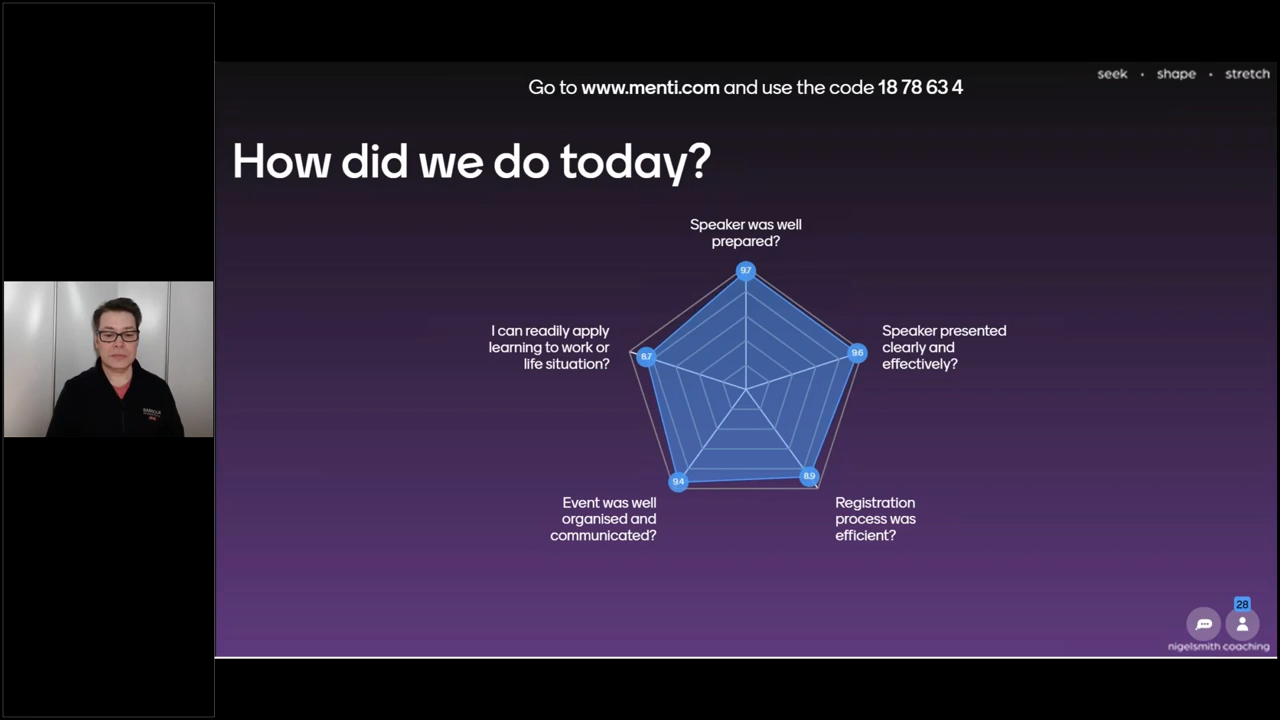 seek · shape · stretch
Go to www.menti.com and use the code 18 78 63 4
How did we do today?
Speaker was well
prepared?
9.7
I can readily apply
learning to work or
life situation?
8.7
Speaker presented
clearly and
effectively?
9.6
9.4
8.9
Event was well
organised and
communicated?
Registration
process was
efficient?
28
nigelsmith coaching